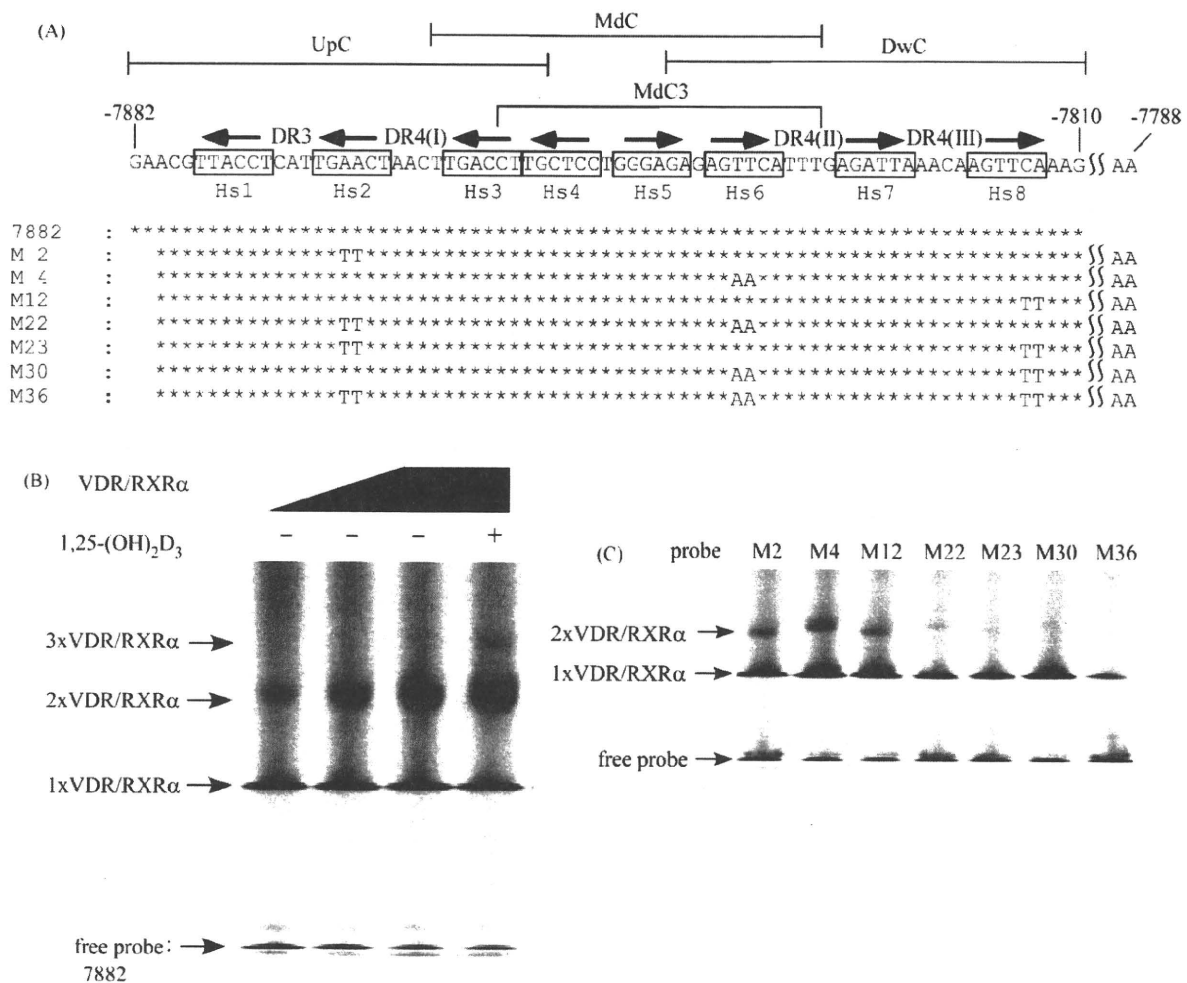 (A)
MdC
UpC
DwC
MdC3
-7882
-7810
-7788
DR3
DR4(I)
DR4(II)
DR4(III)
GAACGTTACCTCATTGAACTAACTTGACCTTGCTCCTGGGAGAGAGTTCATTTGAGATTAAACAAGTTCAAAG∫∫ AA
Hs1 Hs2 Hs3 Hs4 Hs5 Hs6 Hs7 Hs8
7882 : *************************************************************************
M 2 : **************TT*******************************************************∫∫ AA
M 4 : ********************************************AA*************************∫∫ AA
M12 : ******************************************************************TT***∫∫ AA
M22 : **************TT****************************AA*************************∫∫ AA
M23 : **************TT**************************************************TT***∫∫ AA
M30 : ********************************************AA********************TT***∫∫ AA
M36 : **************TT****************************AA********************TT***∫∫ AA
(B)
VDR/RXRα
1,25-(OH)₂D₃ − − − +
3xVDR/RXRα
2xVDR/RXRα
1xVDR/RXRα
free probe:
7882
(C)
probe M2 M4 M12 M22 M23 M30 M36
2xVDR/RXRα
1xVDR/RXRα
free probe